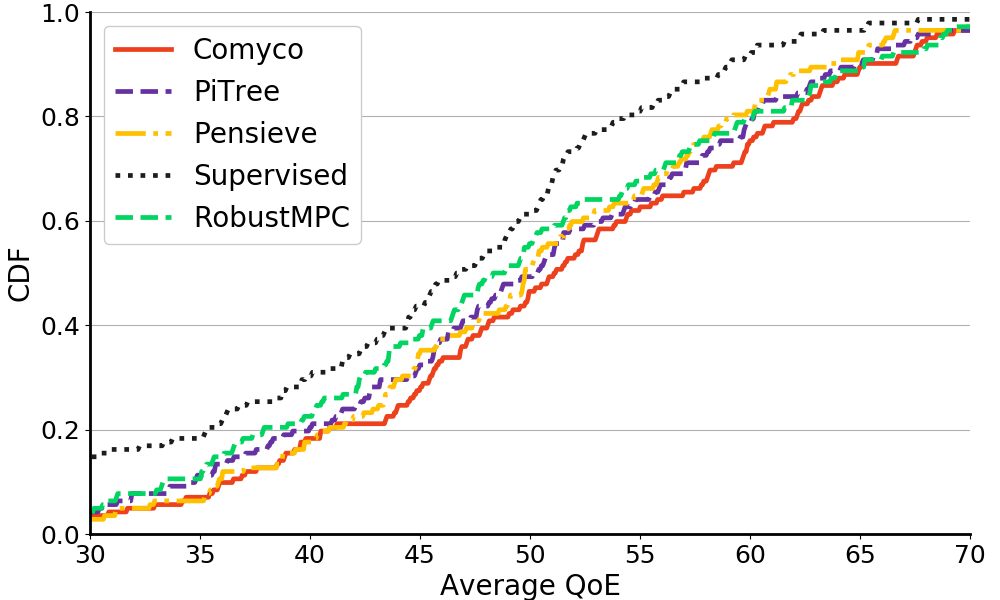 1.0
0.8
0.6
0.4
0.2
0.0
CDF
Comyco
PiTree
Pensieve
Supervised
RobustMPC
30 35 40 45 50 55 60 65 70
Average QoE